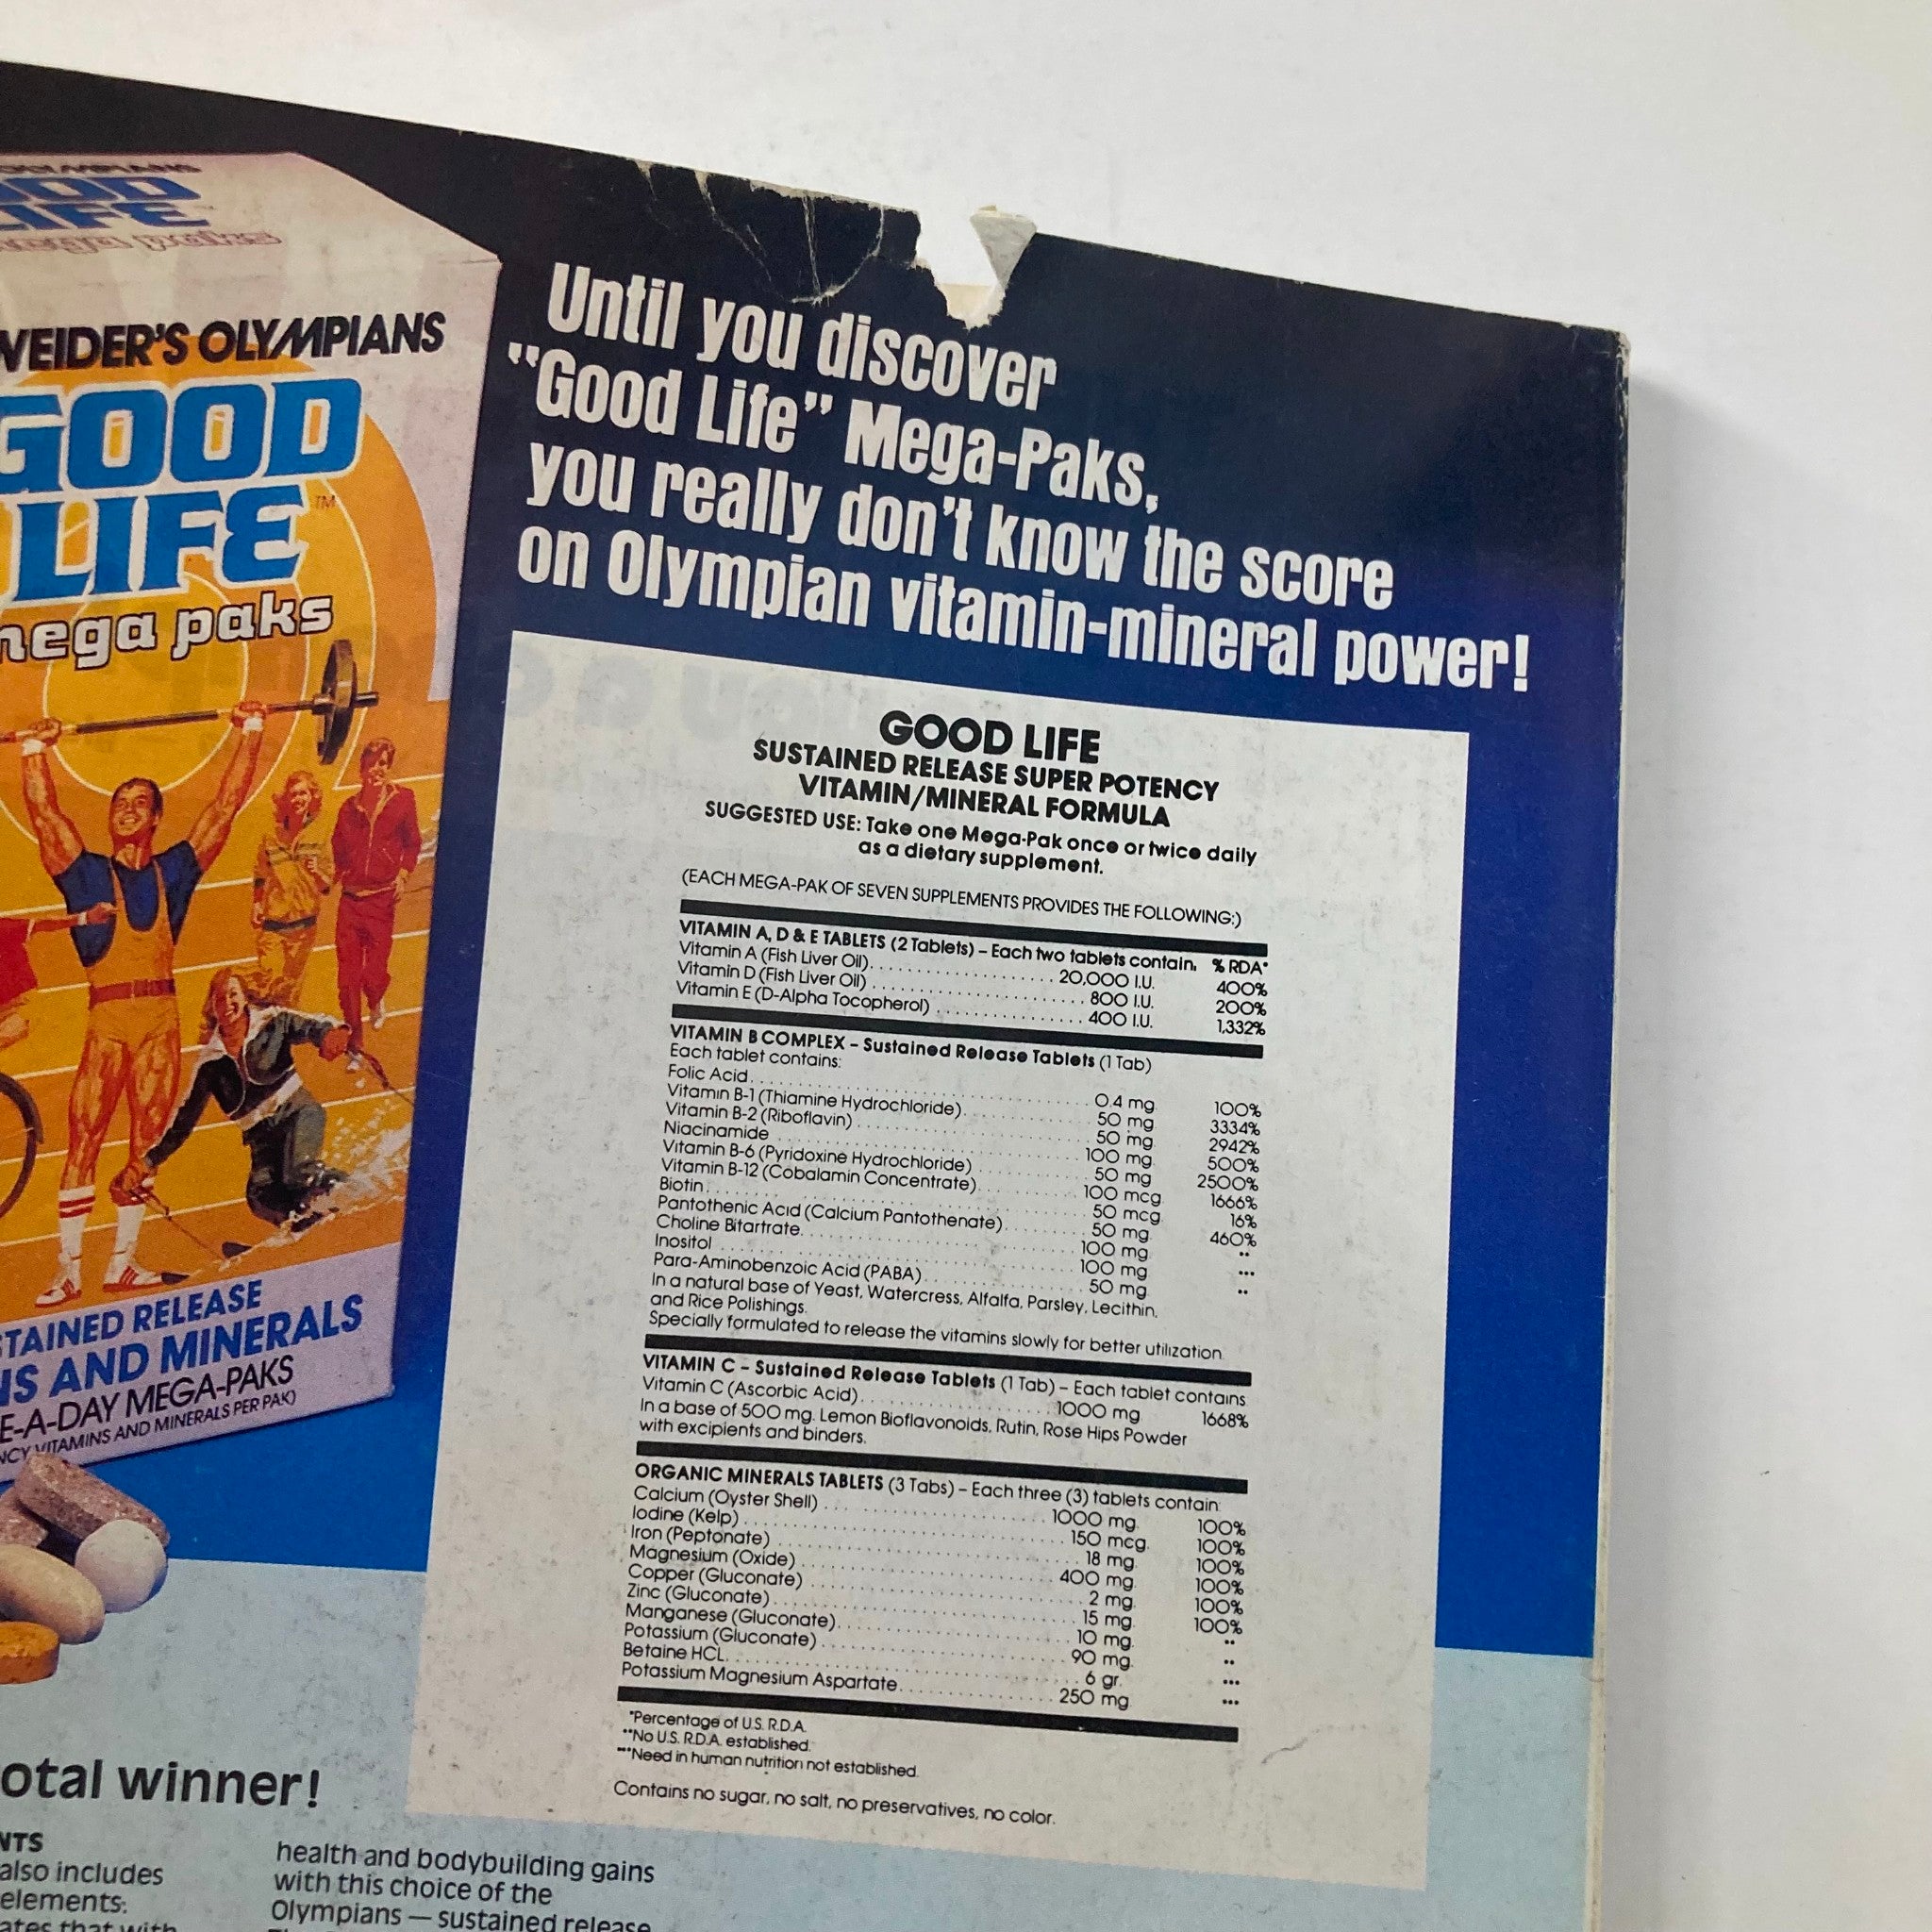 OLYMPIANS
OOD
IFE
mega paks
WEIDER'S OLYMPIANS
GOOD
LIFE™
mega paks
STAINED RELEASE
NS AND MINERALS
E-A-DAY MEGA-PAKS
NCY VITAMINS AND MINERALS PER PAK)
Until you discover
"Good Life" Mega-Paks,
you really don't know the score
on Olympian vitamin-mineral power!
GOOD LIFE
SUSTAINED RELEASE SUPER POTENCY
VITAMIN/MINERAL FORMULA
SUGGESTED USE: Take one Mega-Pak once or twice daily
as a dietary supplement.
(EACH MEGA-PAK OF SEVEN SUPPLEMENTS PROVIDES THE FOLLOWING:)
VITAMIN A, D & E TABLETS (2 Tablets) – Each two tablets contain. % RDA*
Vitamin A (Fish Liver Oil) 20,000 I.U. 400%
Vitamin D (Fish Liver Oil) 800 I.U. 200%
Vitamin E (D-Alpha Tocopherol) 400 I.U. 1,332%
VITAMIN B COMPLEX – Sustained Release Tablets (1 Tab)
Each tablet contains:
Folic Acid 0.4 mg 100%
Vitamin B-1 (Thiamine Hydrochloride) 50 mg 3334%
Vitamin B-2 (Riboflavin) 50 mg 2942%
Niacinamide 100 mg 500%
Vitamin B-6 (Pyridoxine Hydrochloride) 50 mg 2500%
Vitamin B-12 (Cobalamin Concentrate) 100 mcg 1666%
Biotin 50 mcg 16%
Pantothenic Acid (Calcium Pantothenate) 50 mg 460%
Choline Bitartrate 100 mg **
Inositol 100 mg ***
Para-Aminobenzoic Acid (PABA) 50 mg **
In a natural base of Yeast, Watercress, Alfalfa, Parsley, Lecithin,
and Rice Polishings.
Specially formulated to release the vitamins slowly for better utilization
VITAMIN C – Sustained Release Tablets (1 Tab) – Each tablet contains
Vitamin C (Ascorbic Acid) 1000 mg 1668%
In a base of 500 mg. Lemon Bioflavonoids, Rutin, Rose Hips Powder
with excipients and binders.
ORGANIC MINERALS TABLETS (3 Tabs) – Each three (3) tablets contain:
Calcium (Oyster Shell) 1000 mg. 100%
Iodine (Kelp) 150 mcg. 100%
Iron (Peptonate) 18 mg. 100%
Magnesium (Oxide) 400 mg. 100%
Copper (Gluconate) 2 mg. 100%
Zinc (Gluconate) 15 mg. 100%
Manganese (Gluconate) 10 mg. **
Potassium (Gluconate) 90 mg. **
Betaine HCL 6 gr. ***
Potassium Magnesium Aspartate 250 mg ***
*Percentage of U.S. R.D.A.
**No U.S. R.D.A. established.
***Need in human nutrition not established.
Contains no sugar, no salt, no preservatives, no color.
otal winner!
NTS
also includes
elements:
ates that with
health and bodybuilding gains
with this choice of the
Olympians — sustained release